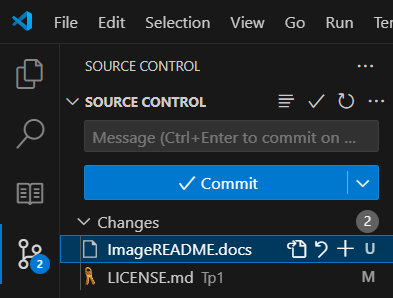 File Edit Selection View Go Run Ter
SOURCE CONTROL
SOURCE CONTROL
Message (Ctrl+Enter to commit on ...
Commit
Changes 2
ImageREADME.docs U
2
LICENSE.md Tp1 M